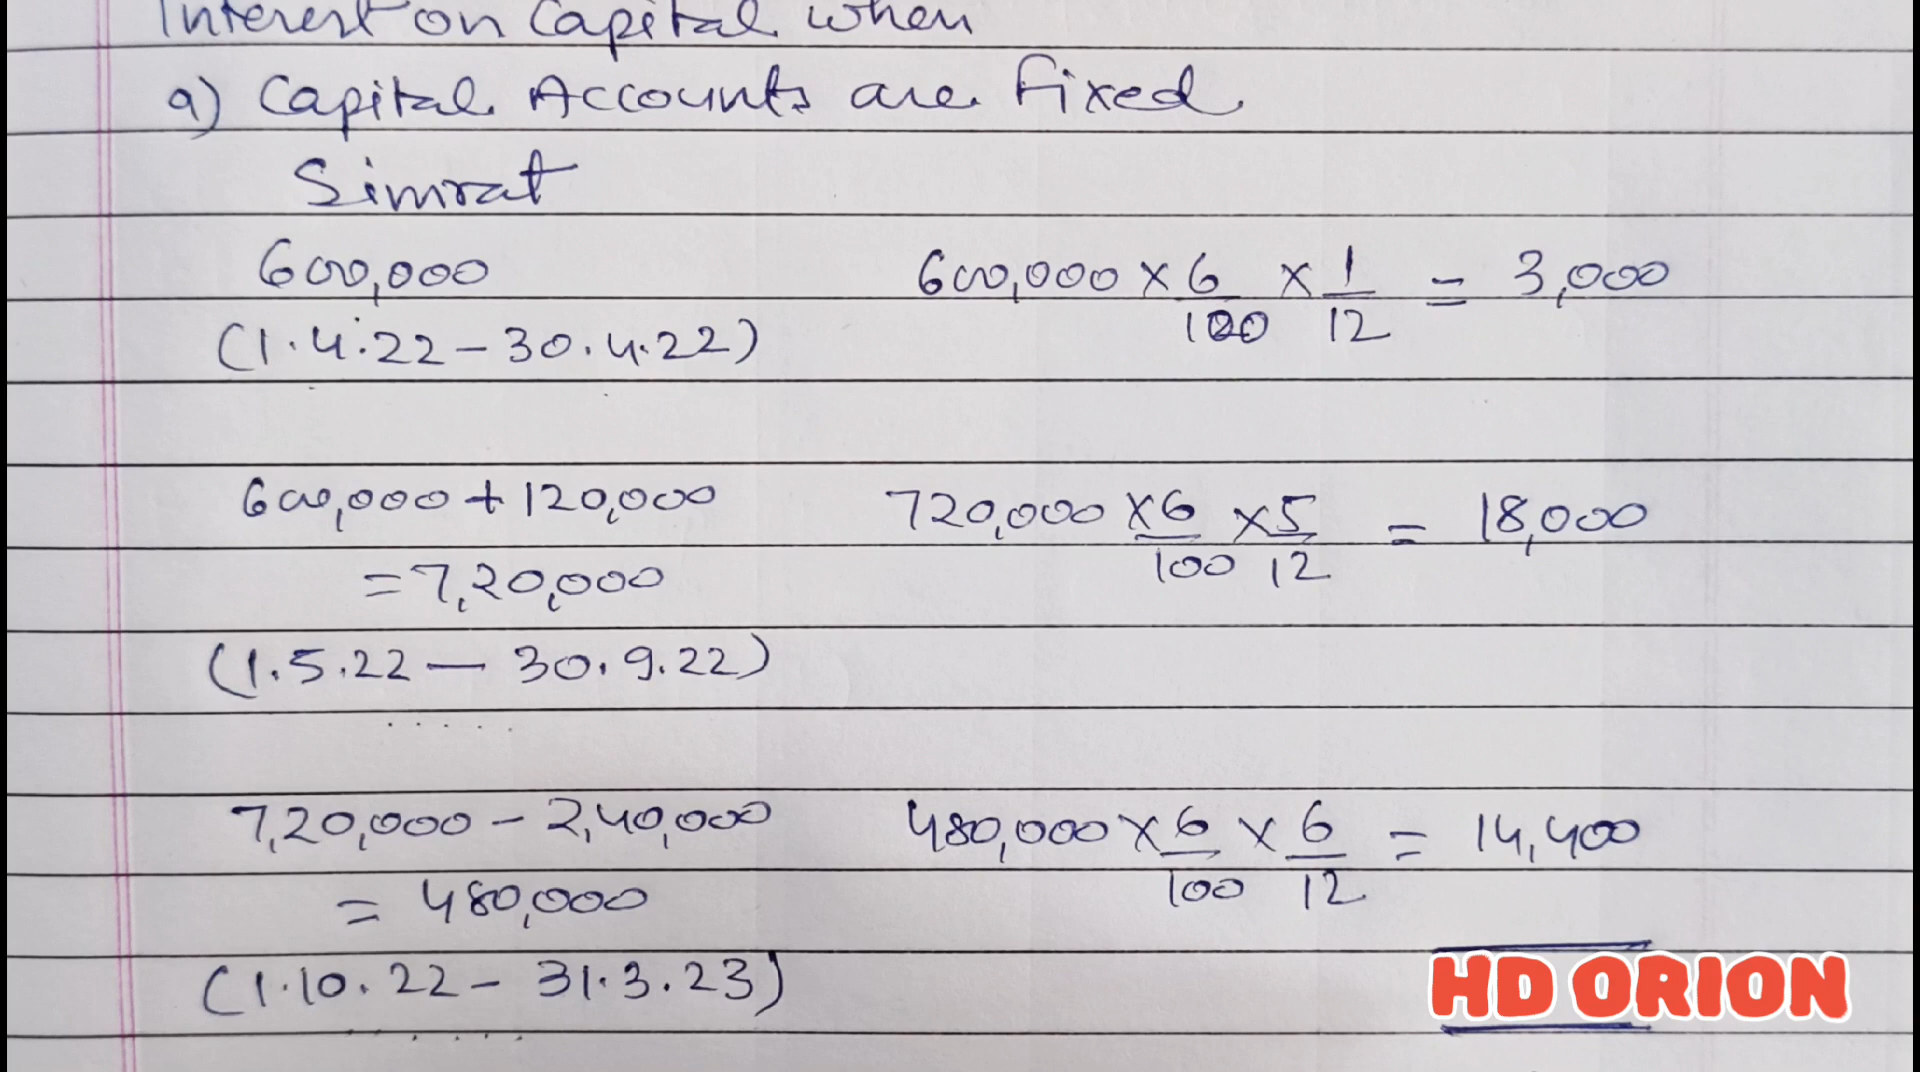 Interest on Capital when
a) Capital Accounts are fixed
Simrat
600,000 600,000 × 6/100 × 1/12 = 3,000
(1.4.22 – 30.4.22)
600,000 + 120,000 720,000 × 6/100 × 5/12 = 18,000
= 7,20,000
(1.5.22 — 30.9.22)
7,20,000 – 2,40,000 480,000 × 6/100 × 6/12 = 14,400
= 480,000
(1.10.22 – 31.3.23)
HD ORION